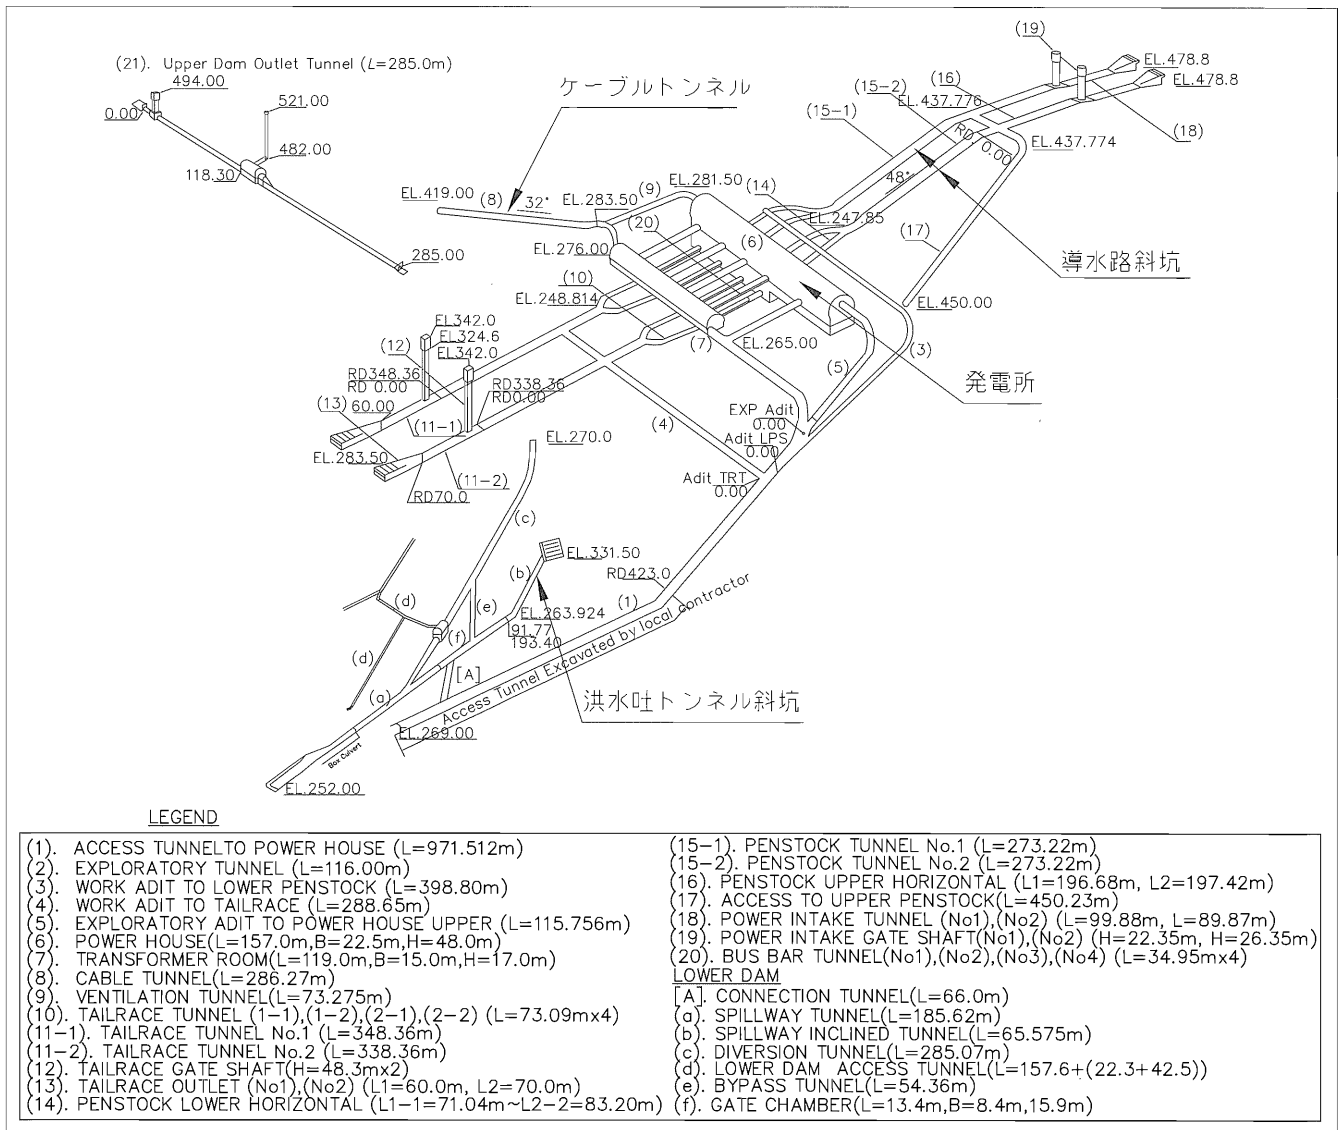 (21). Upper Dam Outlet Tunnel (L=285.0m)
494.00
521.00
0.00
482.00
118.30
285.00
ケーブルトンネル
(19)
EL.478.8
EL.478.8
(16)
(15-2)
EL.437.776
(15-1)
(18)
RD. 0.00
EL.437.774
48°
EL.419.00
(8)
32°
EL.283.50
(9)
EL.281.50
(14)
(20)
EL.247.85
(6)
(17)
EL.276.00
導水路斜坑
(10)
EL.248.814
EL.450.00
EL342.0
EL324.6
(12)
EL342.0
(7)
EL.265.00
(3)
(5)
発電所
RD348.36
RD 0.00
RD338.36
RD0.00
(13)
60.00
(11-1)
(4)
EXP Adit
0.00
Adit LPS
0.00
EL.283.50
EL.270.0
Adit TRT
0.00
(11-2)
RD70.0
(c)
EL.331.50
(b)
RD423.0
(d)
(e)
EL.263.924
(1)
91.77
193.40
(f)
(d)
[A]
Access Tunnel Excavated by local contractor
(a)
洪水吐トンネル斜坑
EL.269.00
Box Culvert
EL.252.00
LEGEND
(1). ACCESS TUNNELTO POWER HOUSE (L=971.512m)
(2). EXPLORATORY TUNNEL (L=116.00m)
(3). WORK ADIT TO LOWER PENSTOCK (L=398.80m)
(4). WORK ADIT TO TAILRACE (L=288.65m)
(5). EXPLORATORY ADIT TO POWER HOUSE UPPER (L=115.756m)
(6). POWER HOUSE(L=157.0m,B=22.5m,H=48.0m)
(7). TRANSFORMER ROOM(L=119.0m,B=15.0m,H=17.0m)
(8). CABLE TUNNEL(L=286.27m)
(9). VENTILATION TUNNEL(L=73.275m)
(10). TAILRACE TUNNEL (1-1),(1-2),(2-1),(2-2) (L=73.09mx4)
(11-1). TAILRACE TUNNEL No.1 (L=348.36m)
(11-2). TAILRACE TUNNEL No.2 (L=338.36m)
(12). TAILRACE GATE SHAFT(H=48.3mx2)
(13). TAILRACE OUTLET (No1),(No2) (L1=60.0m, L2=70.0m)
(14). PENSTOCK LOWER HORIZONTAL (L1-1=71.04m~L2-2=83.20m)
(15-1). PENSTOCK TUNNEL No.1 (L=273.22m)
(15-2). PENSTOCK TUNNEL No.2 (L=273.22m)
(16). PENSTOCK UPPER HORIZONTAL (L1=196.68m, L2=197.42m)
(17). ACCESS TO UPPER PENSTOCK(L=450.23m)
(18). POWER INTAKE TUNNEL (No1),(No2) (L=99.88m, L=89.87m)
(19). POWER INTAKE GATE SHAFT(No1),(No2) (H=22.35m, H=26.35m)
(20). BUS BAR TUNNEL(No1),(No2),(No3),(No4) (L=34.95mx4)
LOWER DAM
[A]. CONNECTION TUNNEL(L=66.0m)
(a). SPILLWAY TUNNEL(L=185.62m)
(b). SPILLWAY INCLINED TUNNEL(L=65.575m)
(c). DIVERSION TUNNEL(L=285.07m)
(d). LOWER DAM ACCESS TUNNEL(L=157.6+(22.3+42.5))
(e). BYPASS TUNNEL(L=54.36m)
(f). GATE CHAMBER(L=13.4m,B=8.4m,15.9m)